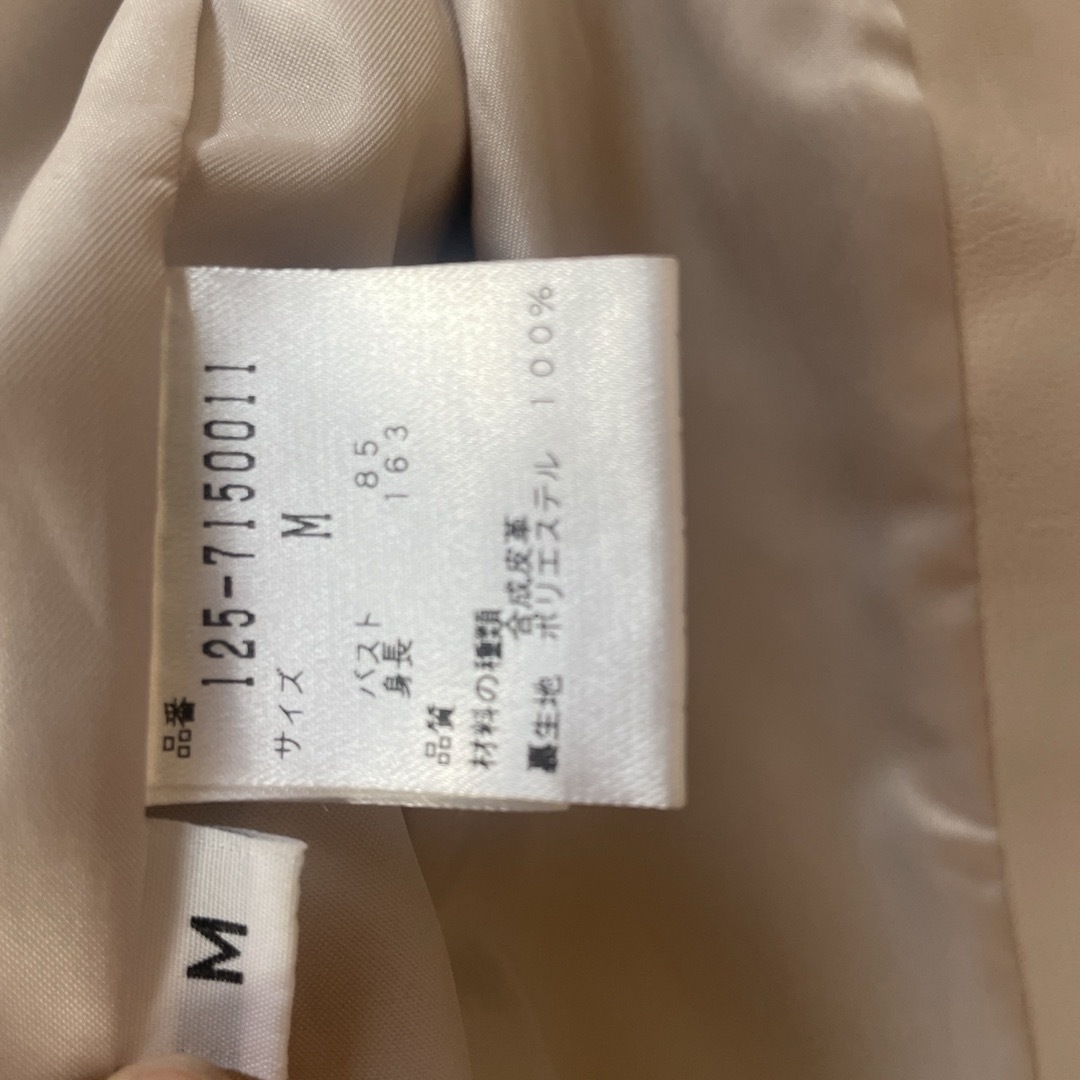 品番
125-7150011
サイズ
M
バスト 85
身長 163
品質
材料の種類
合成皮革
裏生地 ポリエステル 100%
M